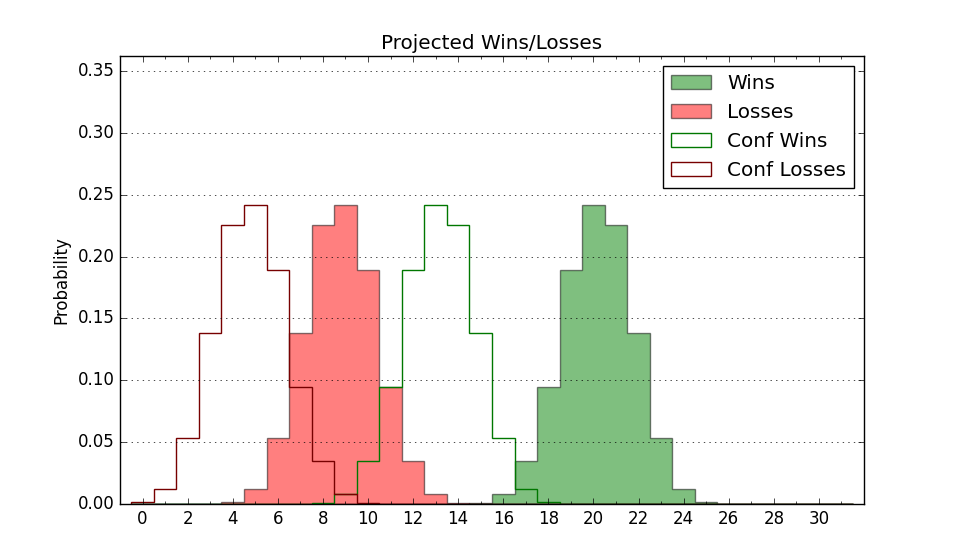 Projected Wins/Losses
Probability
0.35
0.30
0.25
0.20
0.15
0.10
0.05
0.00
Wins
Losses
Conf Wins
Conf Losses
0 2 4 6 8 10 12 14 16 18 20 22 24 26 28 30